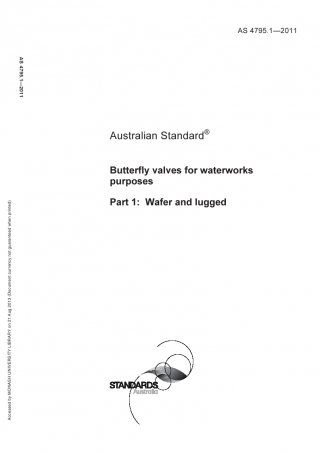 AS 4795.1—2011
AS 4795.1—2011
Australian Standard®
Butterfly valves for waterworks
purposes
Part 1: Wafer and lugged
Accessed by MONASH UNIVERSITY LIBRARY on 21 Aug 2012 (Document currency not guaranteed when printed)
STANDARDS
Australia